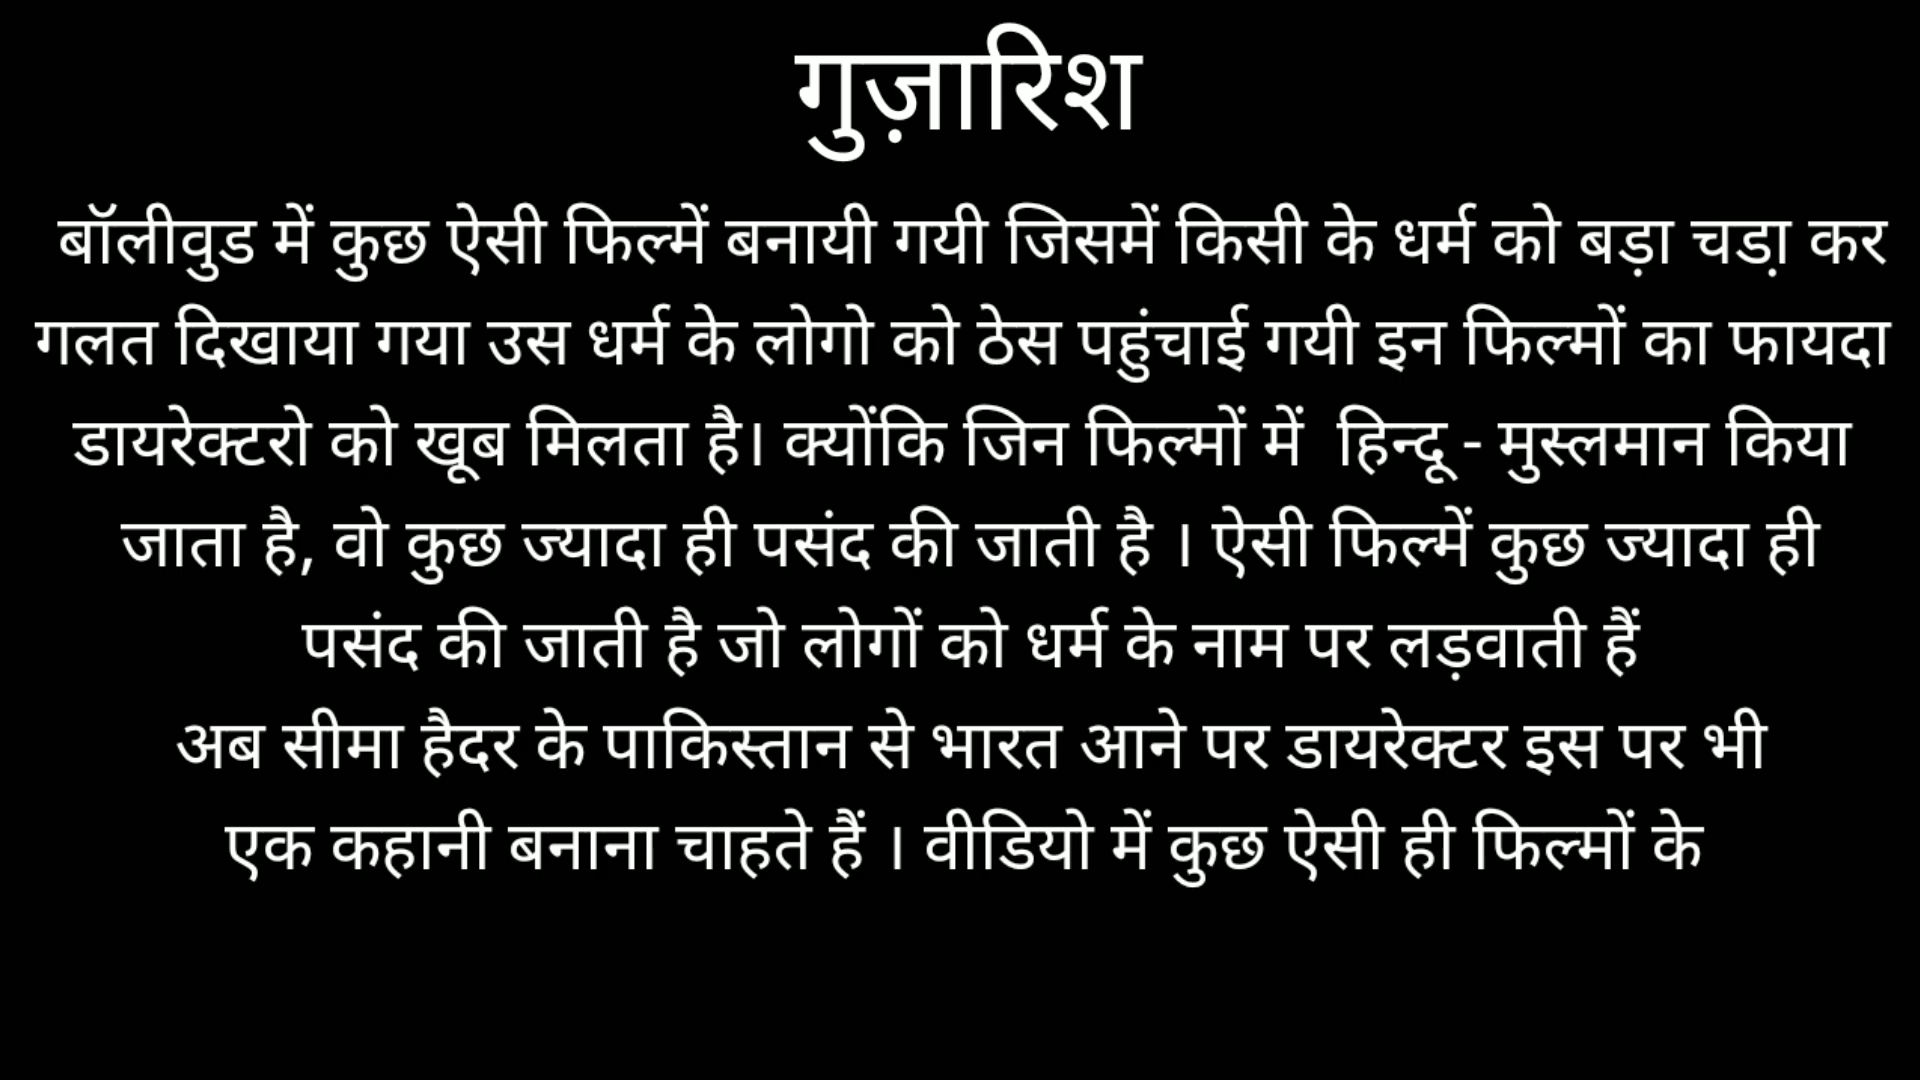 गुज़ारिश
बॉलीवुड में कुछ ऐसी फिल्में बनायी गयी जिसमें किसी के धर्म को बड़ा चडा़ कर
गलत दिखाया गया उस धर्म के लोगो को ठेस पहुंचाई गयी इन फिल्मों का फायदा
डायरेक्टरो को खूब मिलता है। क्योंकि जिन फिल्मों में हिन्दू - मुस्लमान किया
जाता है, वो कुछ ज्यादा ही पसंद की जाती है । ऐसी फिल्में कुछ ज्यादा ही
पसंद की जाती है जो लोगों को धर्म के नाम पर लड़वाती हैं
अब सीमा हैदर के पाकिस्तान से भारत आने पर डायरेक्टर इस पर भी
एक कहानी बनाना चाहते हैं । वीडियो में कुछ ऐसी ही फिल्मों के